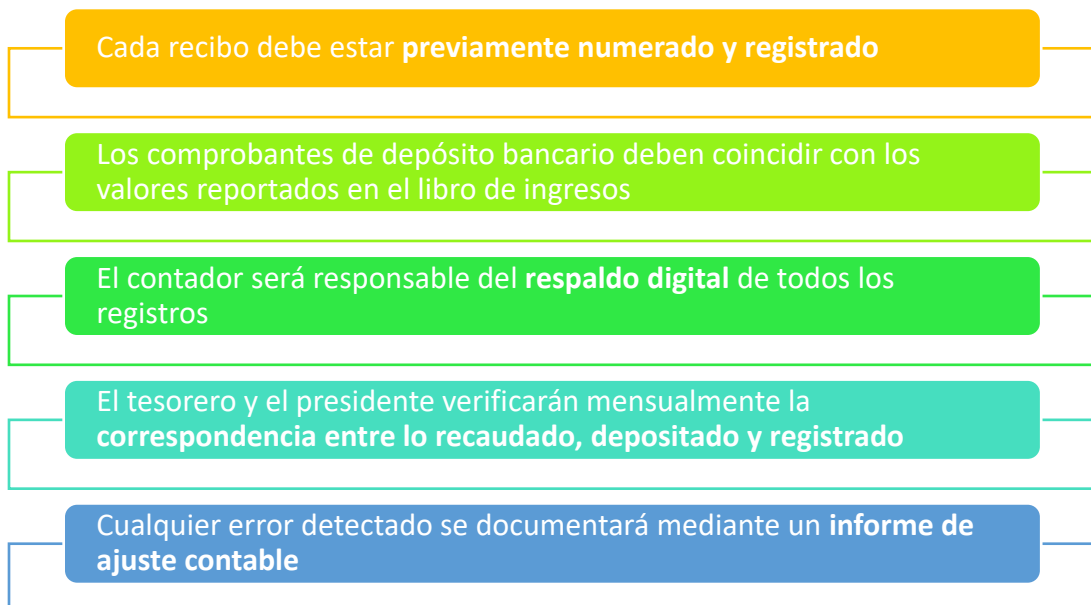 Cada recibo debe estar previamente numerado y registrado
Los comprobantes de depósito bancario deben coincidir con los
valores reportados en el libro de ingresos
El contador será responsable del respaldo digital de todos los
registros
El tesorero y el presidente verificarán mensualmente la
correspondencia entre lo recaudado, depositado y registrado
Cualquier error detectado se documentará mediante un informe de
ajuste contable